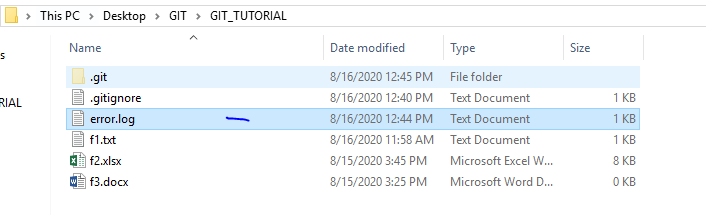 This PC > Desktop > GIT > GIT_TUTORIAL
Name Date modified Type Size
s
.git 8/16/2020 12:45 PM File folder
.gitignore 8/16/2020 12:40 PM Text Document 1 KB
RIAL
error.log 8/16/2020 12:44 PM Text Document 1 KB
f1.txt 8/16/2020 11:58 AM Text Document 1 KB
f2.xlsx 8/15/2020 3:45 PM Microsoft Excel W... 8 KB
f3.docx 8/15/2020 3:25 PM Microsoft Word D... 0 KB